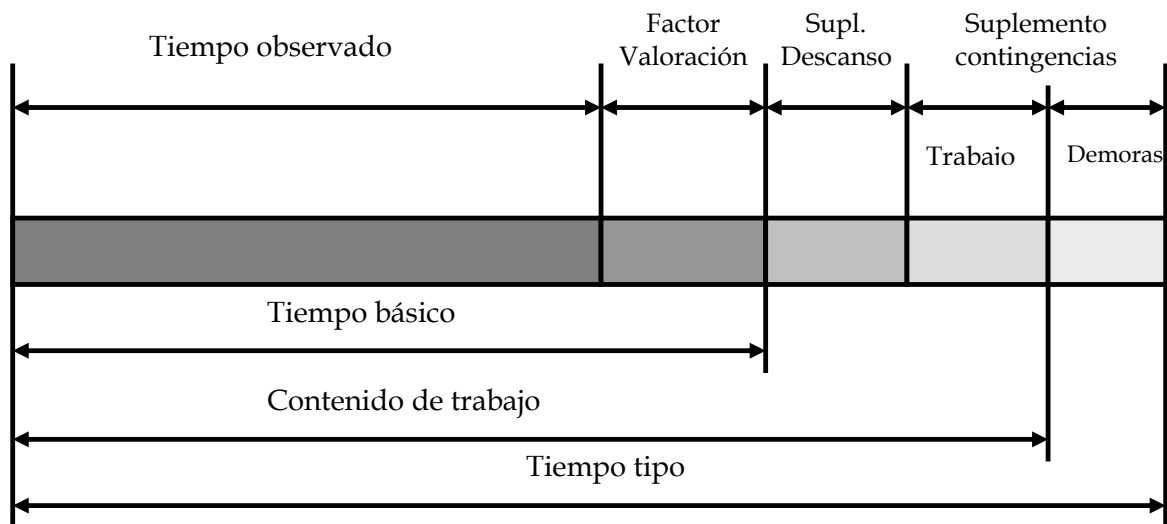 Tiempo observado
Factor
Valoración
Supl.
Descanso
Suplemento
contingencias
Trabaio
Demoras
Tiempo básico
Contenido de trabajo
Tiempo tipo